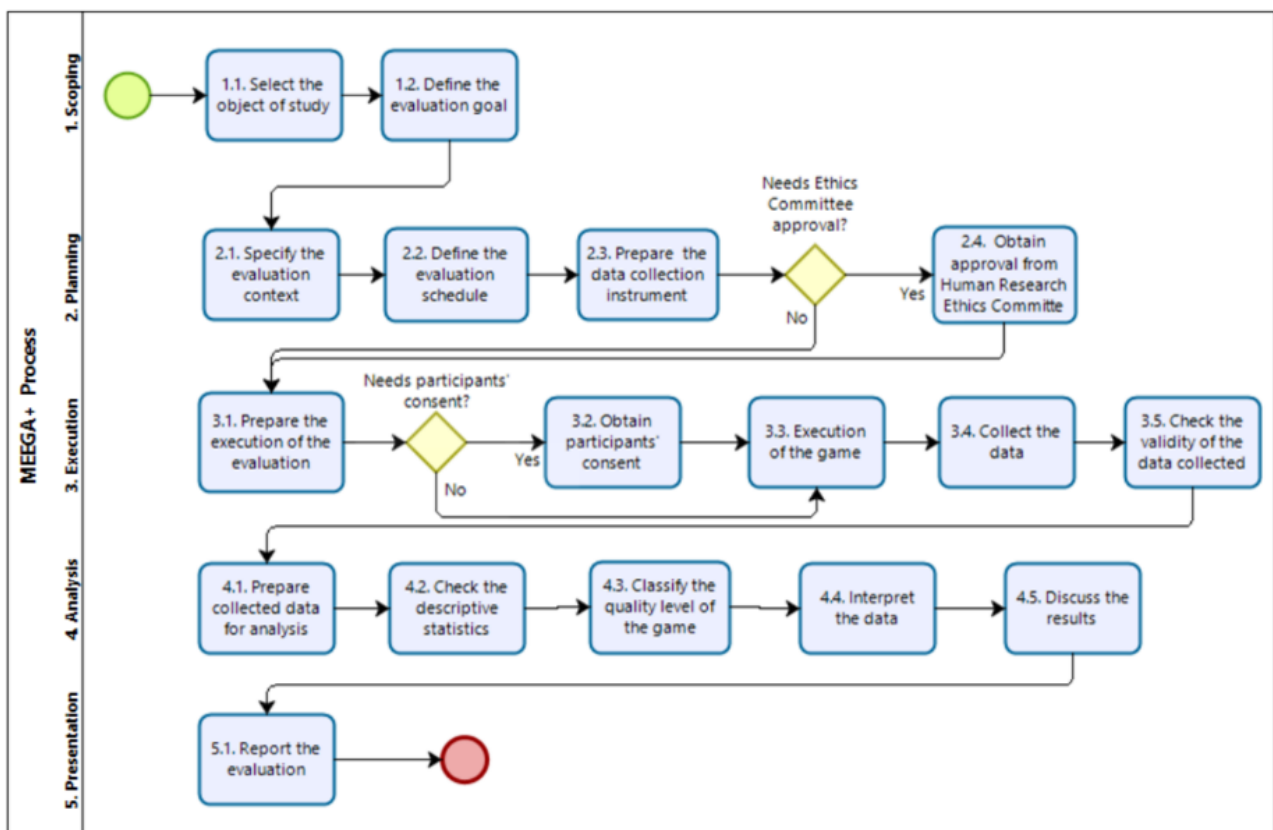 MEEGA+ Process
1. Scoping
1.1. Select the
object of study
1.2. Define the
evaluation goal
2. Planning
2.1. Specify the
evaluation
context
2.2. Define the
evaluation
schedule
2.3. Prepare the
data collection
instrument
Needs Ethics
Committee
approval?
Yes
No
2.4. Obtain
approval from
Human Research
Ethics Committe
3. Execution
3.1. Prepare the
execution of the
evaluation
Needs participants'
consent?
Yes
No
3.2. Obtain
participants'
consent
3.3. Execution
of the game
3.4. Collect the
data
3.5. Check the
validity of the
data collected
4. Analysis
4.1. Prepare
collected data
for analysis
4.2. Check the
descriptive
statistics
4.3. Classify the
quality level of
the game
4.4. Interpret
the data
4.5. Discuss the
results
5. Presentation
5.1. Report the
evaluation